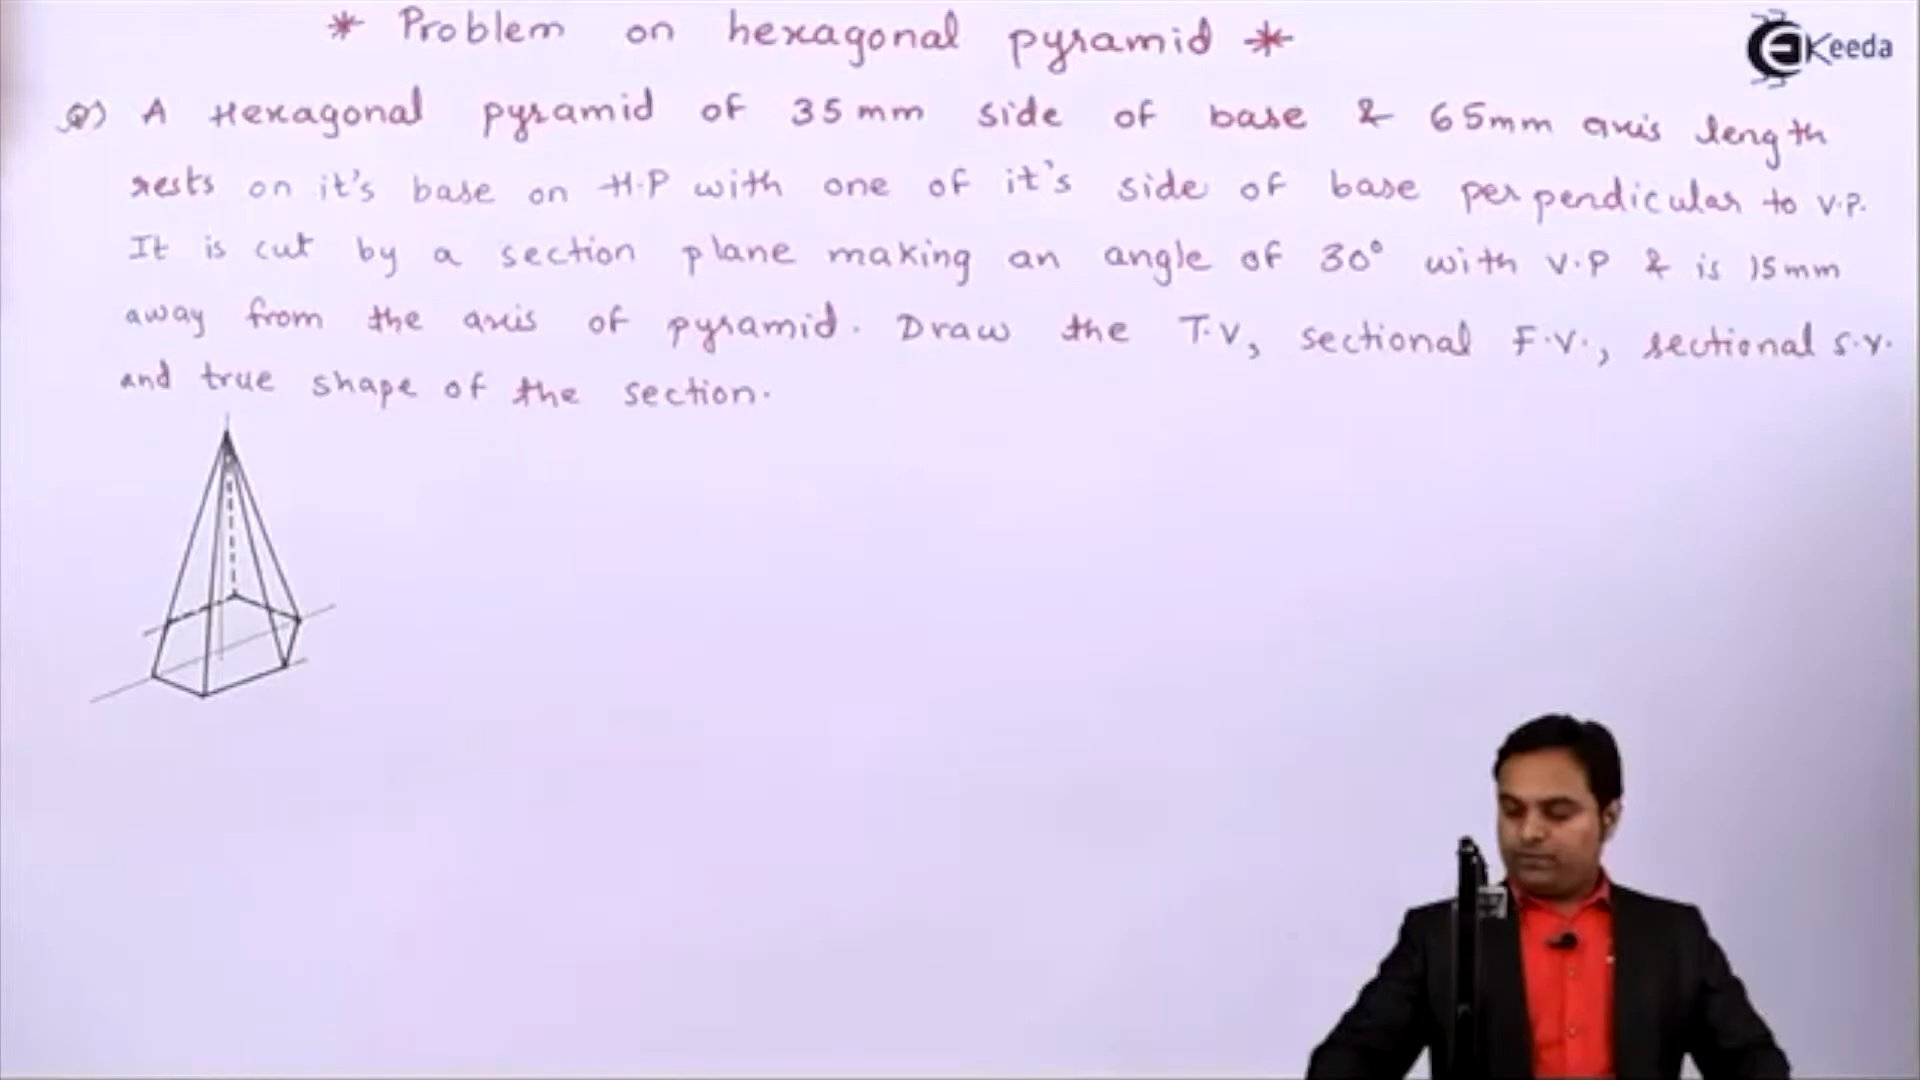 * Problem on hexagonal pyramid *
EKeeda
Q) A Hexagonal pyramid of 35mm side of base & 65mm axis length
rests on it's base on H.P with one of it's side of base perpendicular to V.P.
It is cut by a section plane making an angle of 30° with V.P & is 15mm
away from the axis of pyramid. Draw the T.V, sectional F.V., sectional S.V.
and true shape of the section.